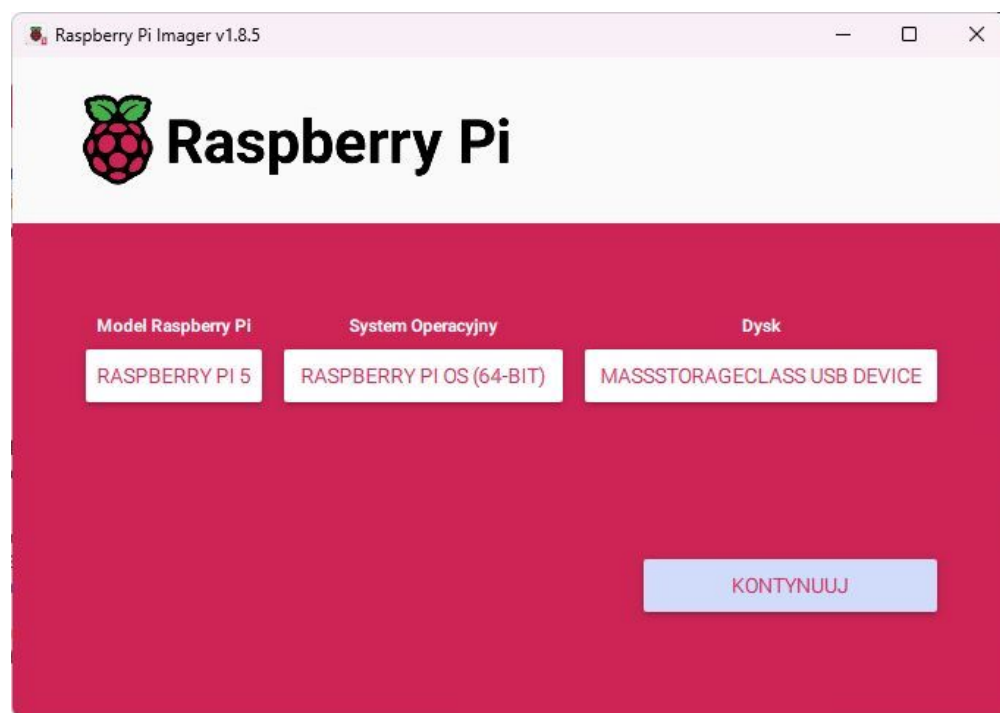 Raspberry Pi Imager v1.8.5
Raspberry Pi
Model Raspberry Pi
System Operacyjny
Dysk
RASPBERRY PI 5
RASPBERRY PI OS (64-BIT)
MASSSTORAGECLASS USB DEVICE
KONTYNUUJ